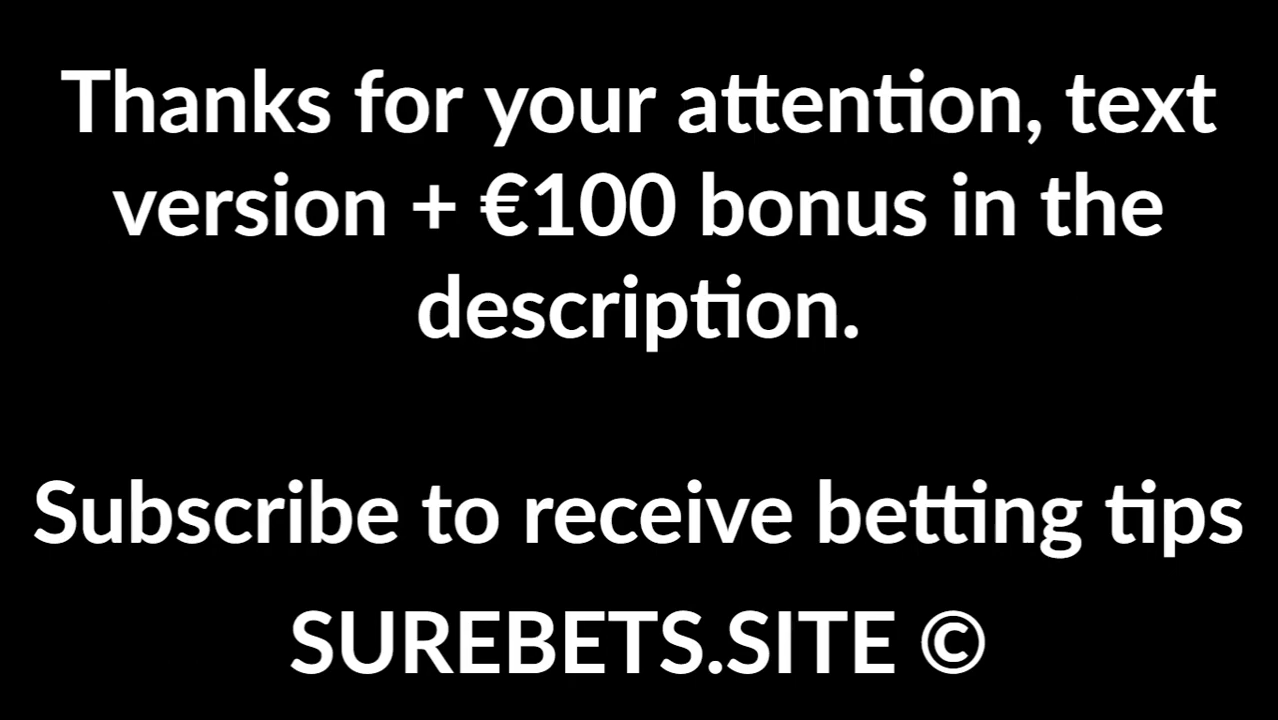 Thanks for your attention, text
version + €100 bonus in the
description.
Subscribe to receive betting tips
SUREBETS.SITE ©